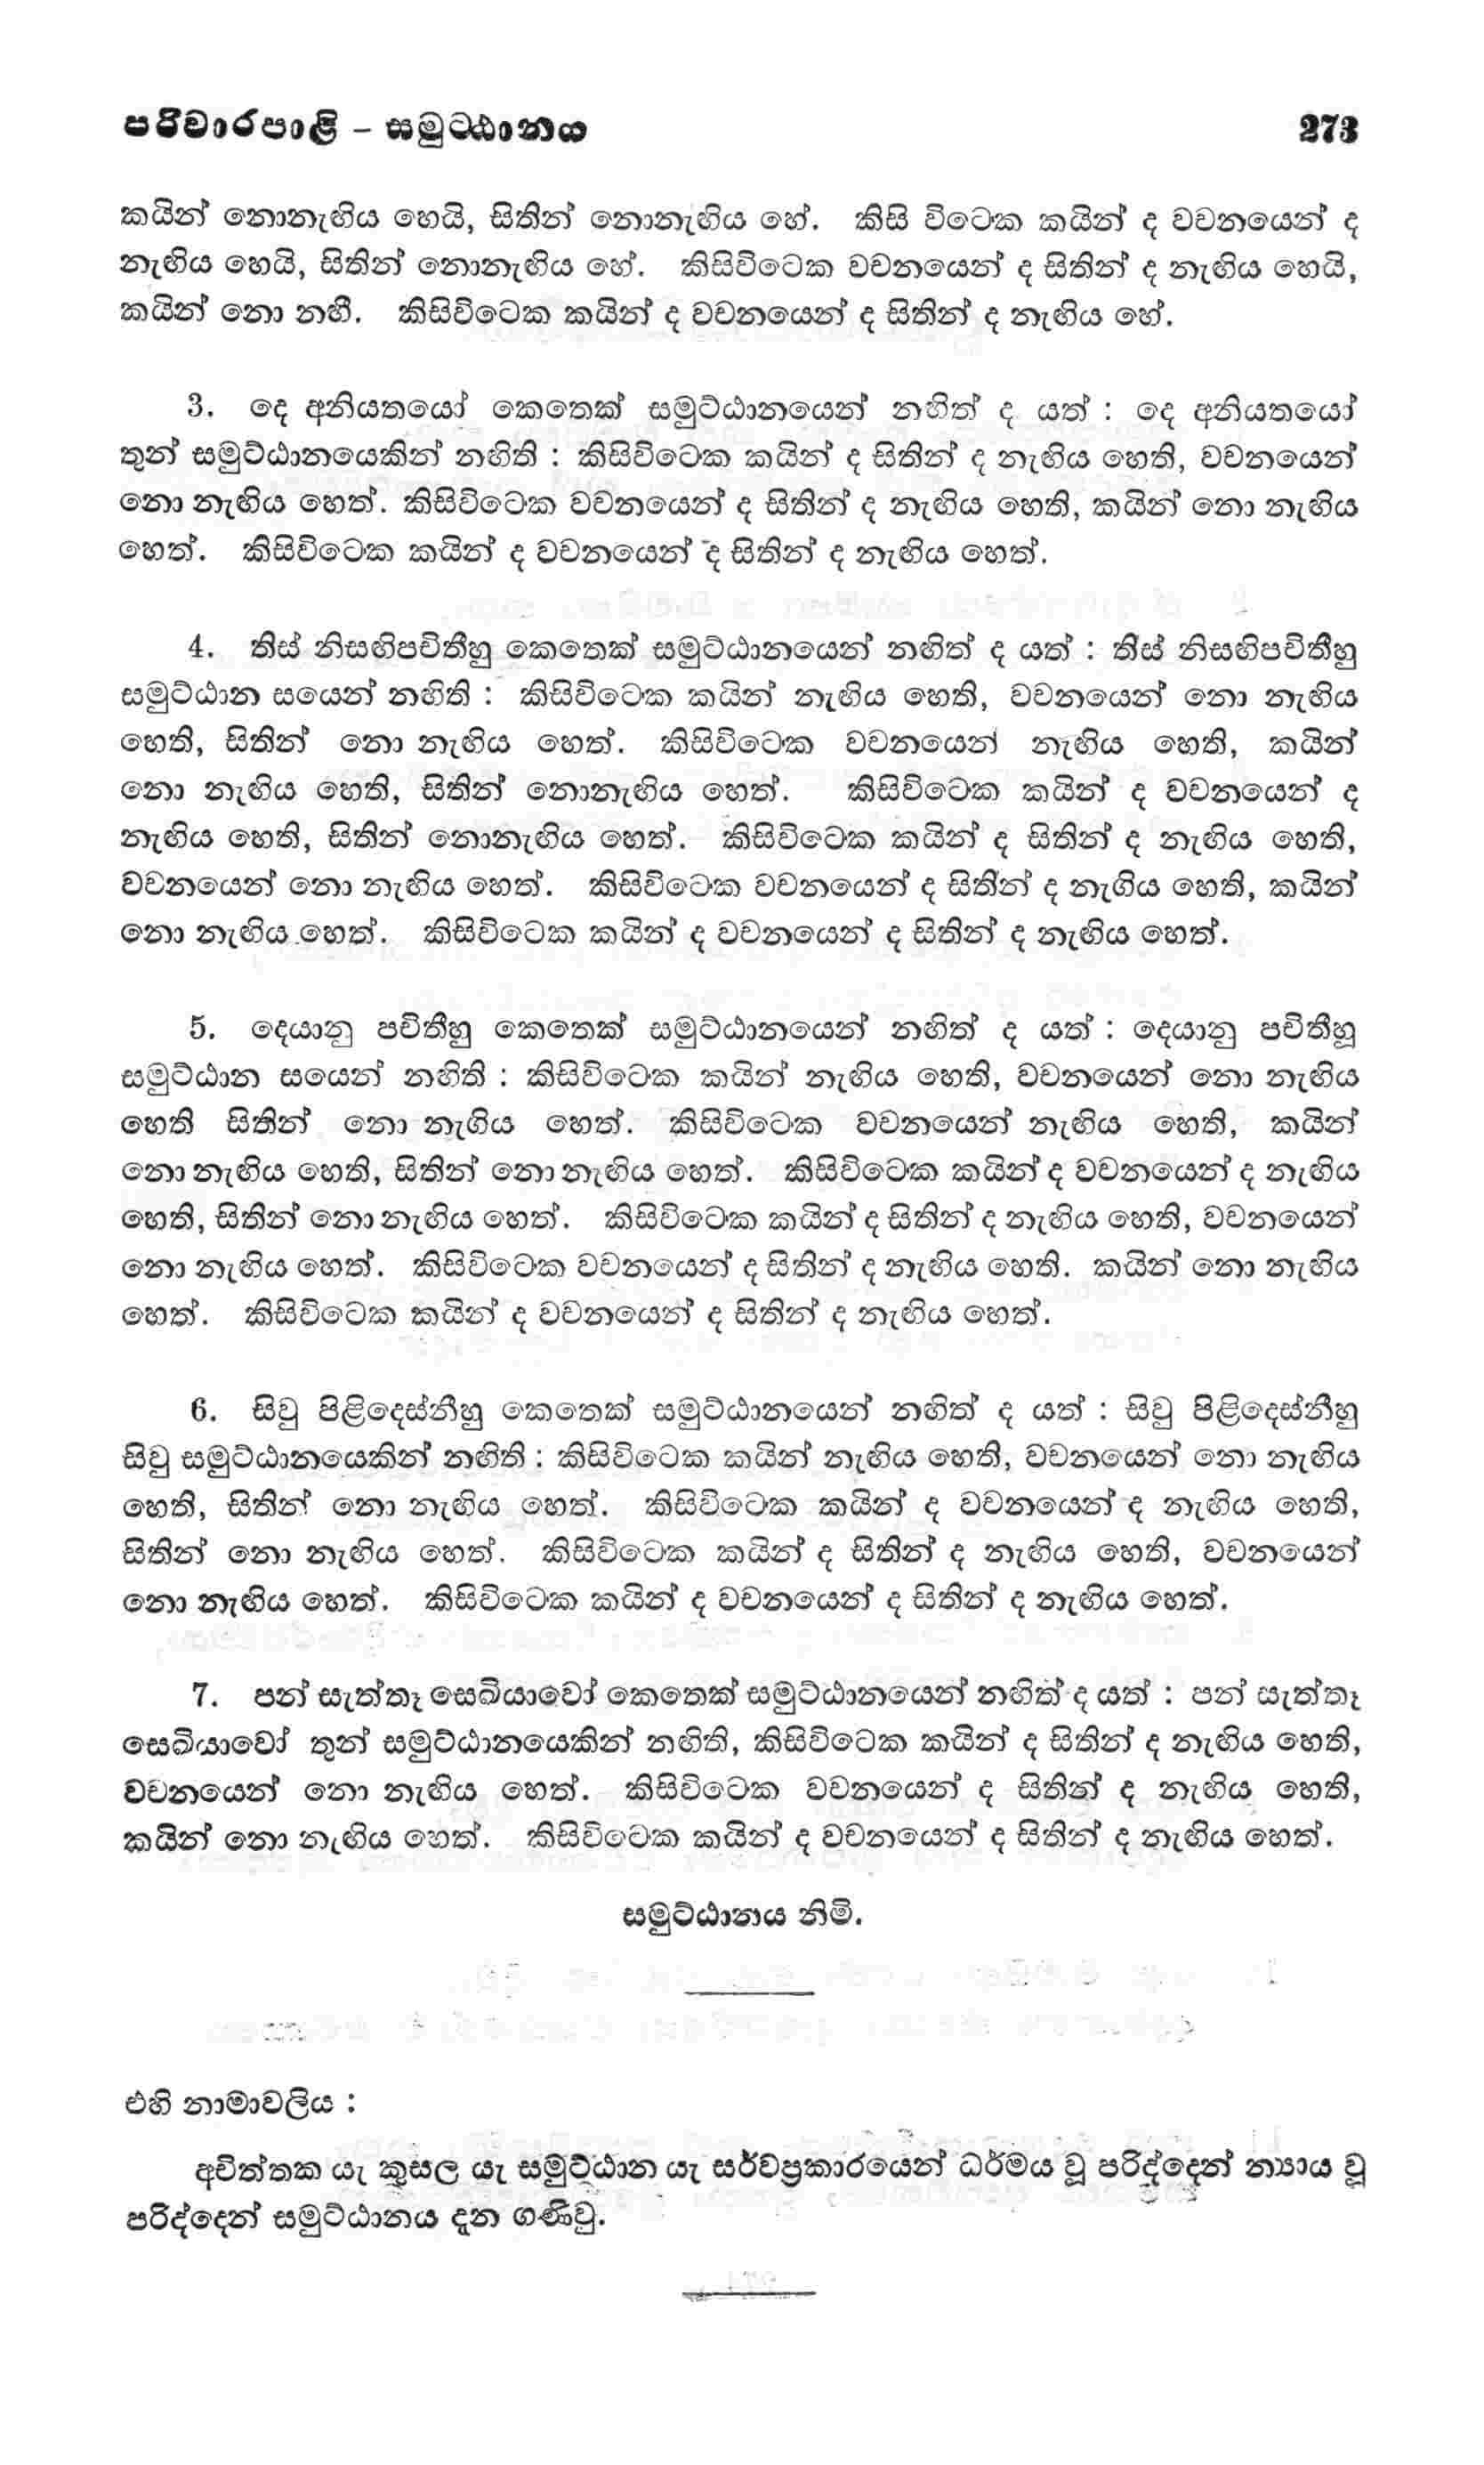 පරිවාරපාළි – සමුට්ඨානය 273
කයින් නොනැඟිය හෙයි, සිතින් නොනැඟිය හේ. කිසි විටෙක කයින් ද වචනයෙන් ද
නැඟිය හෙයි, සිතින් නොනැඟිය හේ. කිසිවිටෙක වචනයෙන් ද සිතින් ද නැඟිය හෙයි,
කයින් නො නහී. කිසිවිටෙක කයින් ද වචනයෙන් ද සිතින් ද නැඟිය හේ.
3. දෙ අනියතයෝ කෙතෙක් සමුට්ඨානයෙන් නඟිත් ද යත් : දෙ අනියතයෝ
තුන් සමුට්ඨානයෙකින් නඟිති : කිසිවිටෙක කයින් ද සිතින් ද නැඟිය හෙති, වචනයෙන්
නො නැඟිය හෙත්. කිසිවිටෙක වචනයෙන් ද සිතින් ද නැඟිය හෙති, කයින් නො නැඟිය
හෙත්. කිසිවිටෙක කයින් ද වචනයෙන් ද සිතින් ද නැඟිය හෙත්.
4. තිස් නිසඟිපචිතීහු කෙතෙක් සමුට්ඨානයෙන් නඟිත් ද යත් : තිස් නිසඟිපචිතීහු
සමුට්ඨාන සයෙන් නඟිති : කිසිවිටෙක කයින් නැඟිය හෙති, වචනයෙන් නො නැඟිය
හෙති, සිතින් නො නැඟිය හෙත්. කිසිවිටෙක වචනයෙන් නැඟිය හෙති, කයින්
නො නැඟිය හෙති, සිතින් නොනැඟිය හෙත්. කිසිවිටෙක කයින් ද වචනයෙන් ද
නැඟිය හෙති, සිතින් නොනැඟිය හෙත්. කිසිවිටෙක කයින් ද සිතින් ද නැඟිය හෙති,
වචනයෙන් නො නැඟිය හෙත්. කිසිවිටෙක වචනයෙන් ද සිතින් ද නැගිය හෙති, කයින්
නො නැඟිය හෙත්. කිසිවිටෙක කයින් ද වචනයෙන් ද සිතින් ද නැඟිය හෙත්.
5. දෙයානු පචිතීහු කෙතෙක් සමුට්ඨානයෙන් නඟිත් ද යත් : දෙයානු පචිතීහූ
සමුට්ඨාන සයෙන් නඟිති : කිසිවිටෙක කයින් නැඟිය හෙති, වචනයෙන් නො නැඟිය
හෙති සිතින් නො නැගිය හෙත්. කිසිවිටෙක වචනයෙන් නැඟිය හෙති, කයින්
නො නැඟිය හෙති, සිතින් නො නැඟිය හෙත්. කිසිවිටෙක කයින් ද වචනයෙන් ද නැඟිය
හෙති, සිතින් නො නැඟිය හෙත්. කිසිවිටෙක කයින් ද සිතින් ද නැඟිය හෙති, වචනයෙන්
නො නැඟිය හෙත්. කිසිවිටෙක වචනයෙන් ද සිතින් ද නැඟිය හෙති. කයින් නො නැඟිය
හෙත්. කිසිවිටෙක කයින් ද වචනයෙන් ද සිතින් ද නැඟිය හෙත්.
6. සිවු පිළිදෙස්නීහු කෙතෙක් සමුට්ඨානයෙන් නඟිත් ද යත් : සිවු පිළිදෙස්නීහු
සිවු සමුට්ඨානයෙකින් නඟිති : කිසිවිටෙක කයින් නැඟිය හෙති, වචනයෙන් නො නැඟිය
හෙති, සිතින් නො නැඟිය හෙත්. කිසිවිටෙක කයින් ද වචනයෙන් ද නැඟිය හෙති,
සිතින් නො නැඟිය හෙත්. කිසිවිටෙක කයින් ද සිතින් ද නැඟිය හෙති, වචනයෙන්
නො නැඟිය හෙත්. කිසිවිටෙක කයින් ද වචනයෙන් ද සිතින් ද නැඟිය හෙත්.
7. පන් සැත්තෑ සෙඛියාවෝ කෙතෙක් සමුට්ඨානයෙන් නඟිත් ද යත් : පන් සැත්තෑ
සෙඛියාවෝ තුන් සමුට්ඨානයෙකින් නඟිති, කිසිවිටෙක කයින් ද සිතින් ද නැඟිය හෙති,
වචනයෙන් නො නැඟිය හෙත්. කිසිවිටෙක වචනයෙන් ද සිතින් ද නැඟිය හෙති,
කයින් නො නැඟිය හෙත්. කිසිවිටෙක කයින් ද වචනයෙන් ද සිතින් ද නැඟිය හෙත්.
සමුට්ඨානය නිමි.
එහි නාමාවලිය :
අචිත්තක යැ කුසල යැ සමුට්ඨාන යැ සර්වප්‍රකාරයෙන් ධර්මය වූ පරිද්දෙන් න්‍යාය වූ
පරිද්දෙන් සමුට්ඨානය දැන ගණිවු.